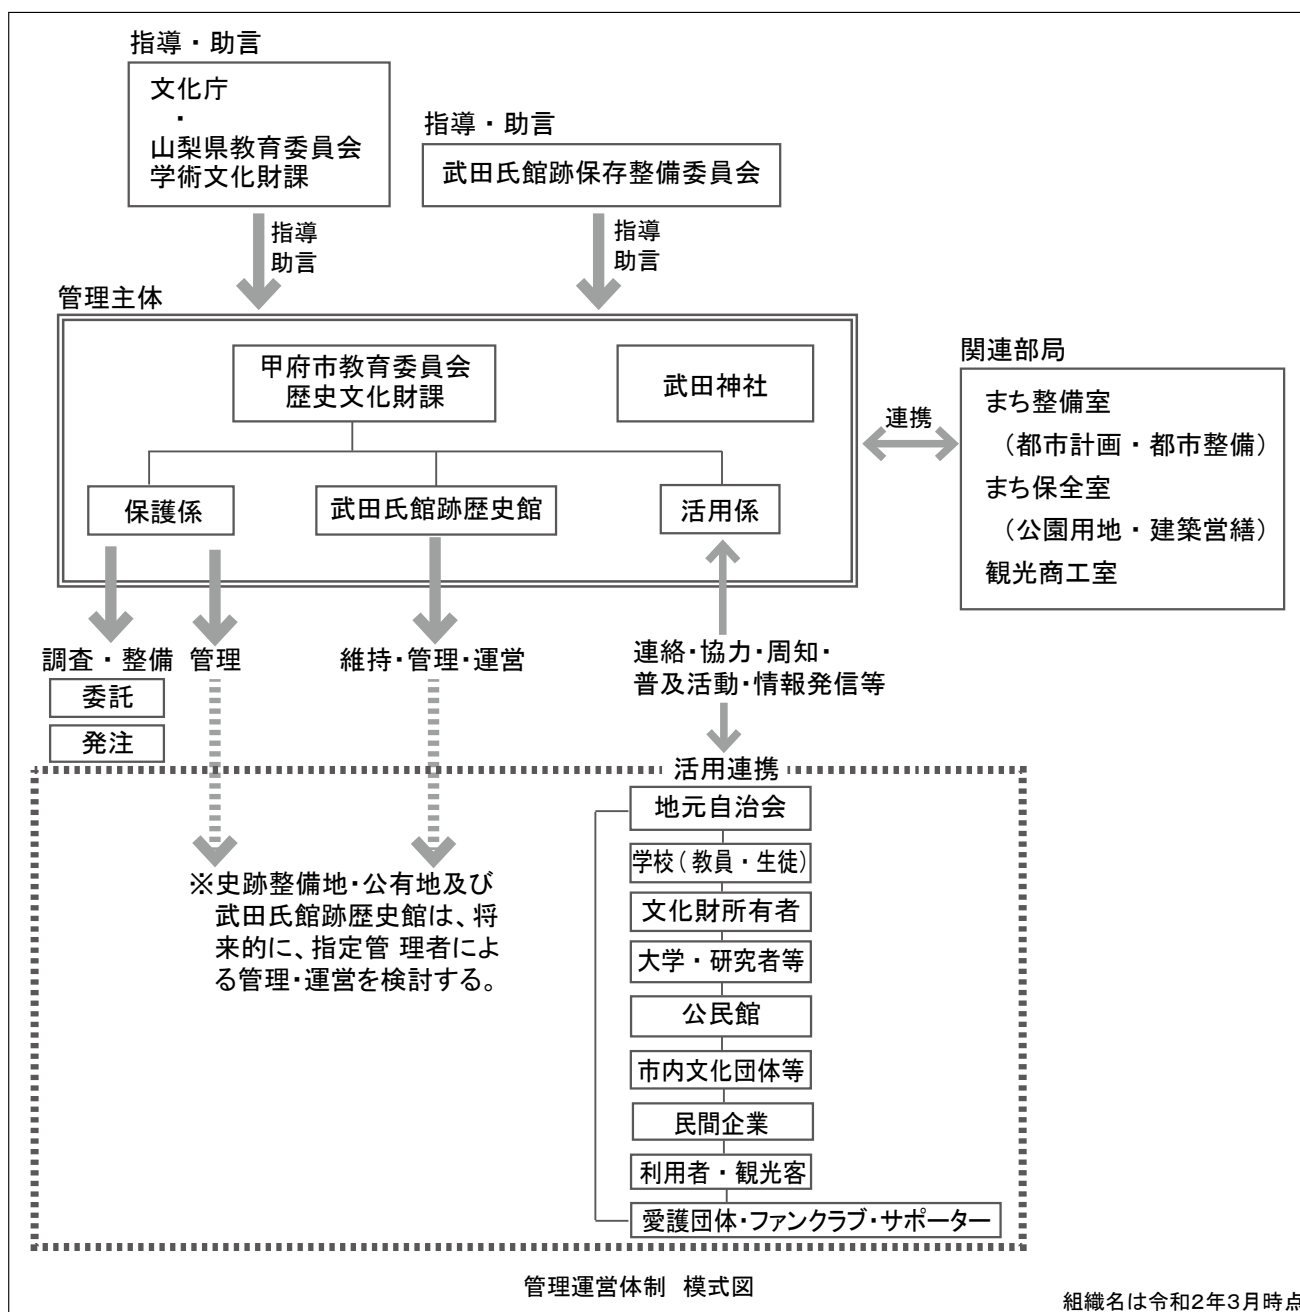 指導・助言
文化庁
・
山梨県教育委員会
学術文化財課
指導・助言
武田氏館跡保存整備委員会
指導
助言
指導
助言
管理主体
甲府市教育委員会
歴史文化財課
武田神社
保護係
武田氏館跡歴史館
活用係
連携
関連部局
まち整備室
（都市計画・都市整備）
まち保全室
（公園用地・建築営繕）
観光商工室
調査・整備
委託
発注
管理
維持・管理・運営
連絡・協力・周知・
普及活動・情報発信等
※史跡整備地・公有地及び
武田氏館跡歴史館は、将
来的に、指定管 理者によ
る管理・運営を検討する。
活用連携
地元自治会
学校（教員・生徒）
文化財所有者
大学・研究者等
公民館
市内文化団体等
民間企業
利用者・観光客
愛護団体・ファンクラブ・サポーター
管理運営体制 模式図
組織名は令和2年3月時点